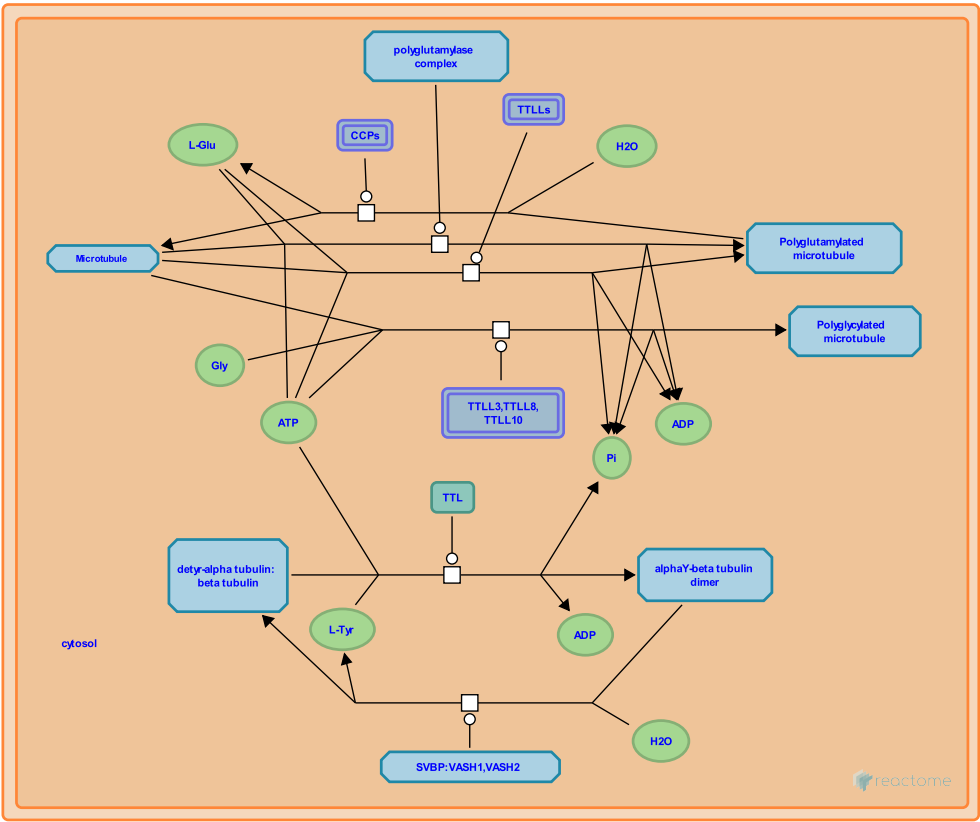 polyglutamylase
complex
TTLLs
CCPs
L-Glu
H2O
Microtubule
Polyglutamylated
microtubule
Polyglycylated
microtubule
Gly
ATP
TTLL3,TTLL8,
TTLL10
ADP
Pi
TTL
detyr-alpha tubulin:
beta tubulin
alphaY-beta tubulin
dimer
L-Tyr
ADP
cytosol
H2O
SVBP:VASH1,VASH2
reactome